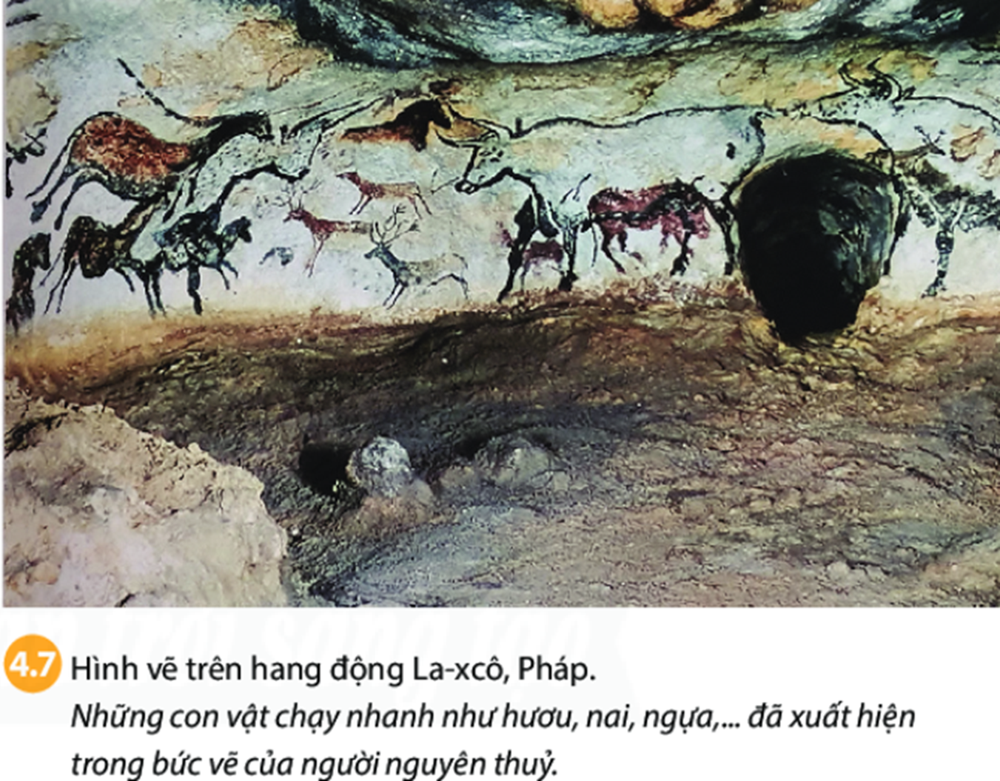 4.7 Hình vẽ trên hang động La-xcô, Pháp.
Những con vật chạy nhanh như hươu, nai, ngựa,... đã xuất hiện
trong bức vẽ của người nguyên thuỷ.